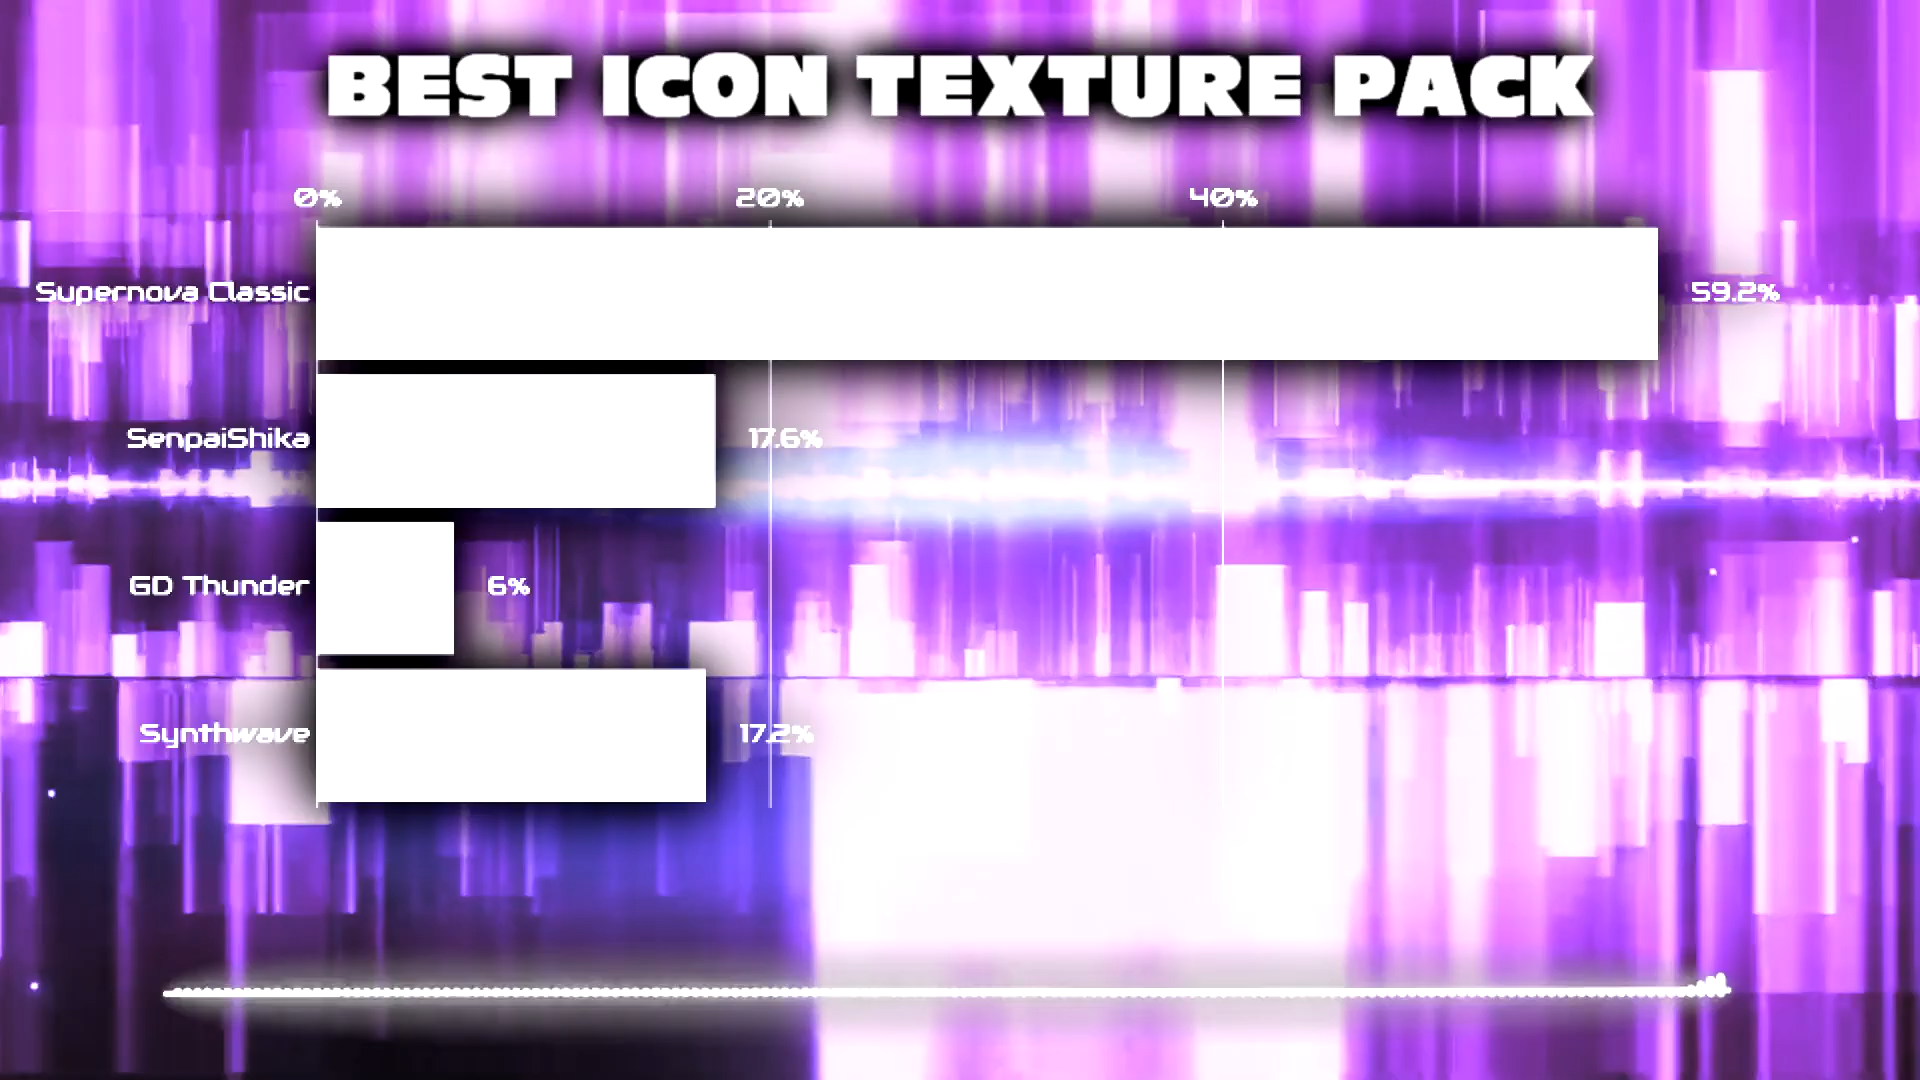 BEST ICON TEXTURE PACK
0% 20% 40%
Supernova Classic 59.2%
SenpaiShika 17.6%
GD Thunder 6%
Synthwave 17.2%